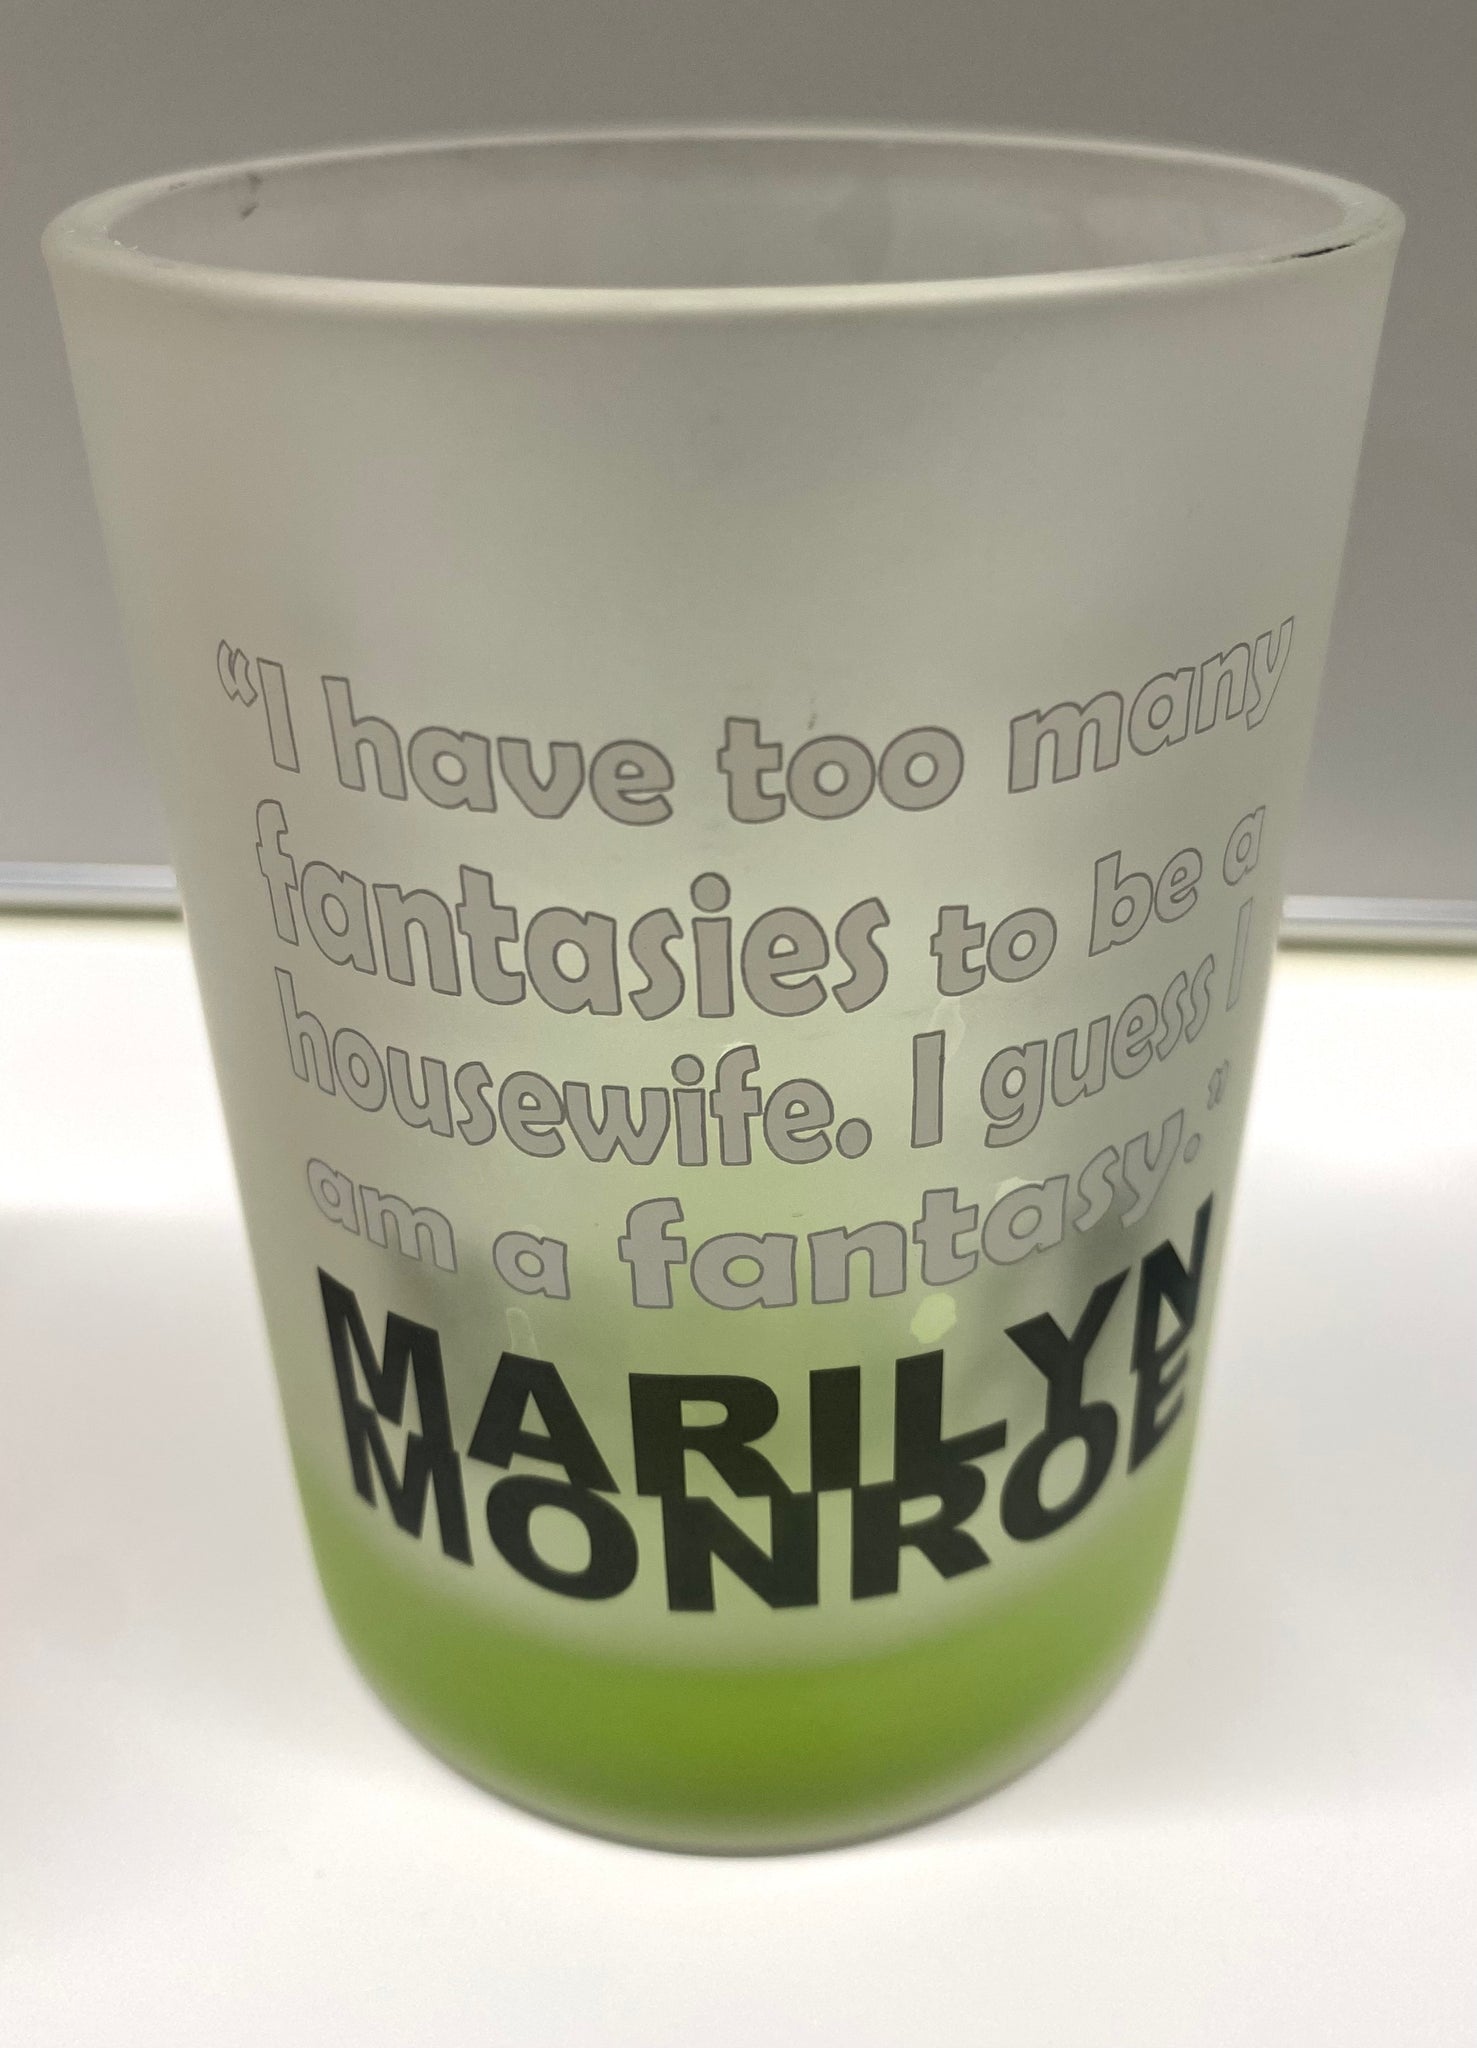 “I have too many
fantasies to be a
housewife. I guess I
am a fantasy.”
MARILYN
MONROE